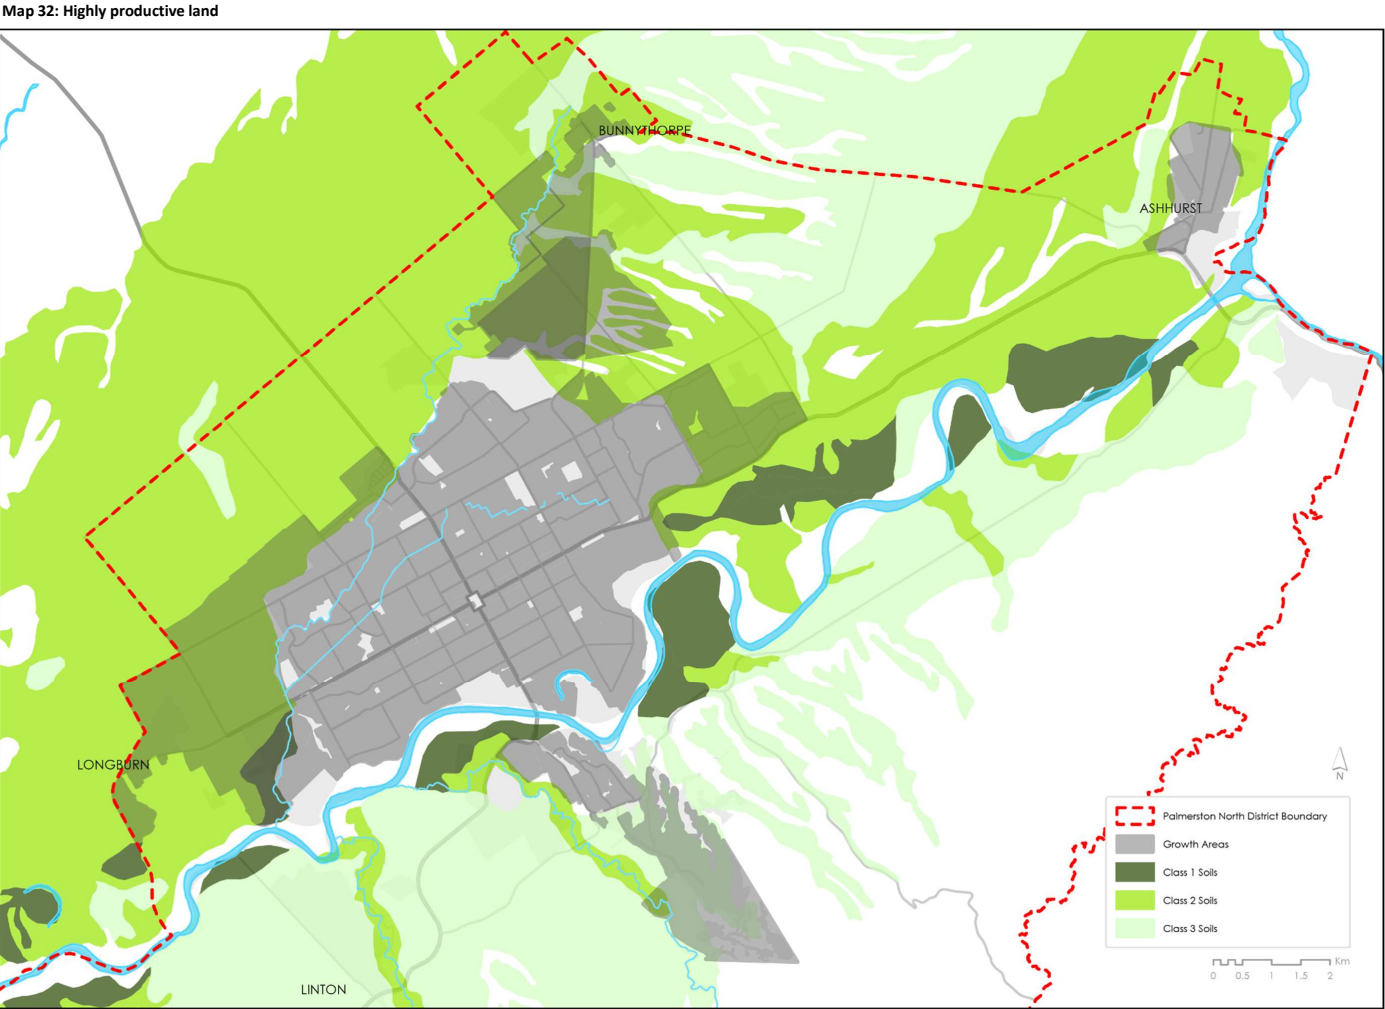 Map 32: Highly productive land
BUNNYTHORPE
ASHHURST
LONGBURN
LINTON
N
Palmerston North District Boundary
Growth Areas
Class 1 Soils
Class 2 Soils
Class 3 Soils
Km
0 0.5 1 1.5 2